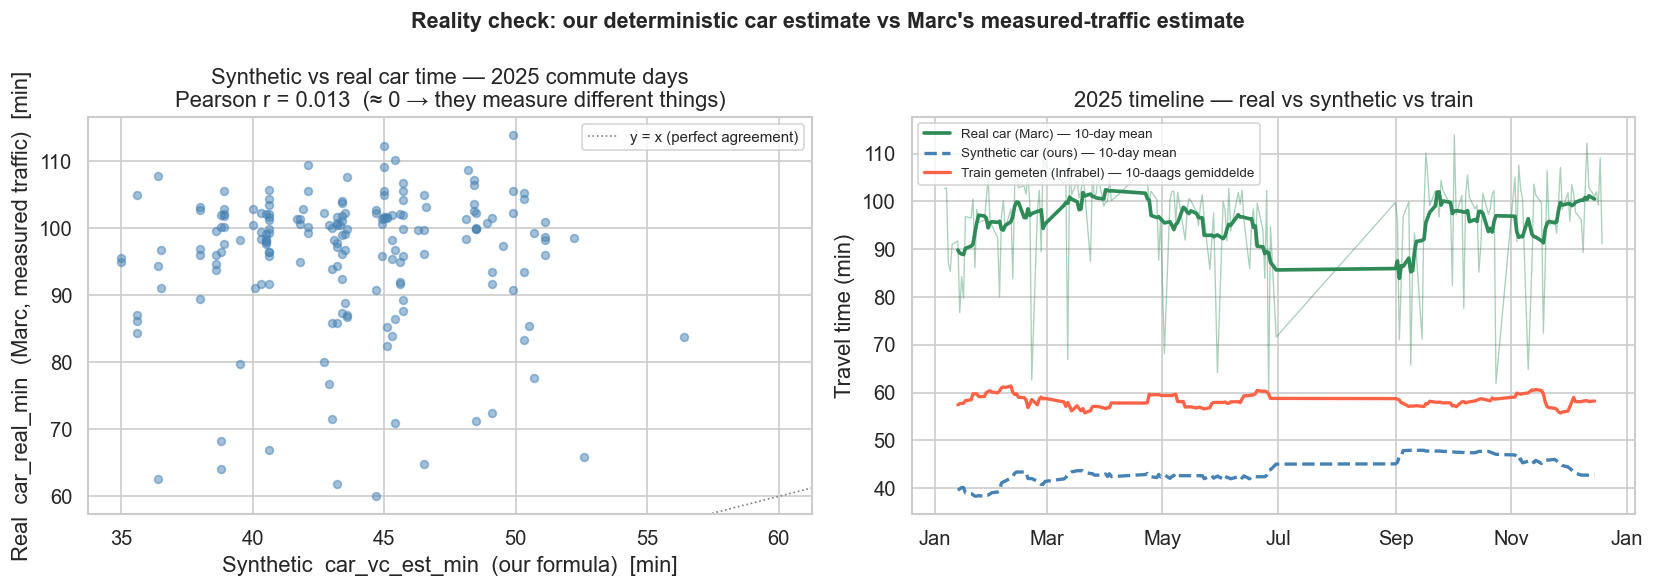 Reality check: our deterministic car estimate vs Marc's measured-traffic estimate
Synthetic vs real car time — 2025 commute days
Pearson r = 0.013  (≈ 0 → they measure different things)
y = x (perfect agreement)
Real  car_real_min  (Marc, measured traffic)  [min]
110
100
90
80
70
60
35
40
45
50
55
60
Synthetic  car_vc_est_min  (our formula)  [min]
2025 timeline — real vs synthetic vs train
Real car (Marc) — 10-day mean
Synthetic car (ours) — 10-day mean
Train gemeten (Infrabel) — 10-daags gemiddelde
Travel time (min)
110
100
90
80
70
60
50
40
Jan
Mar
May
Jul
Sep
Nov
Jan